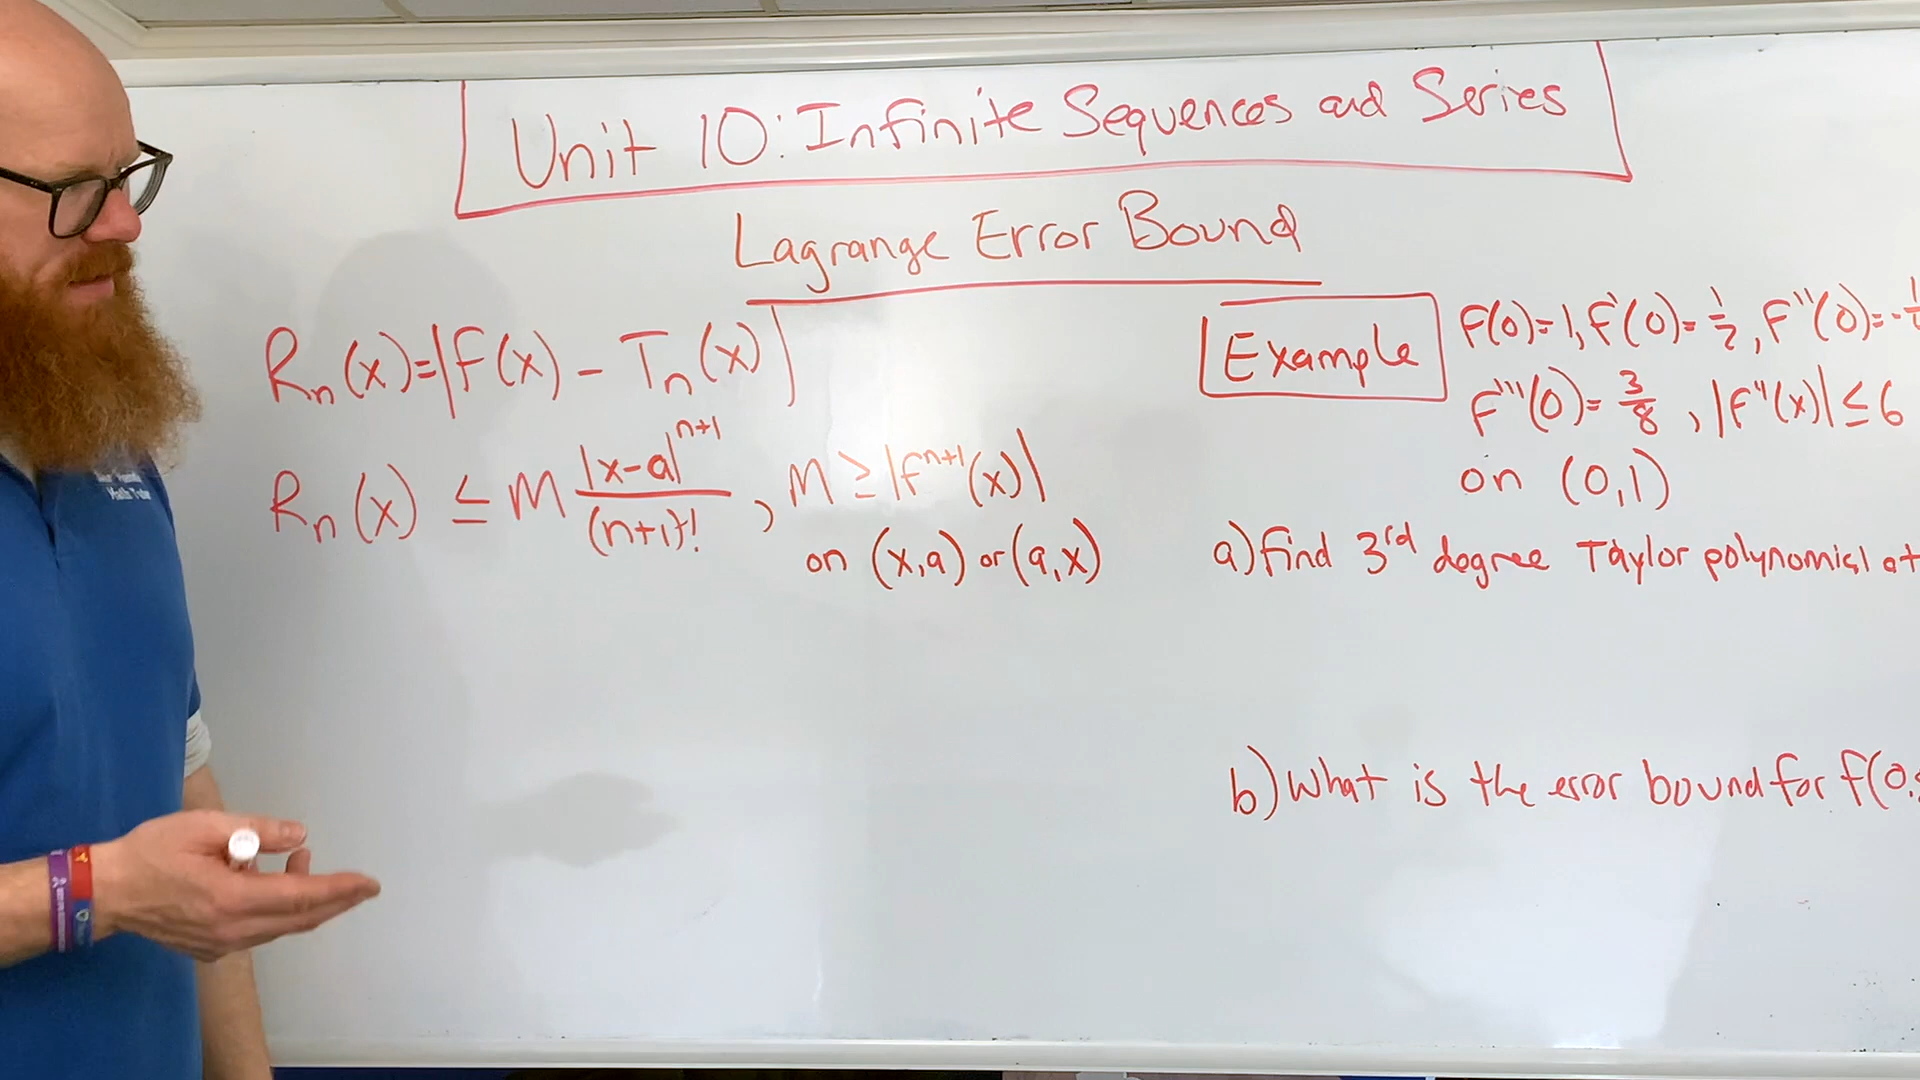 Unit 10: Infinite Sequences and Series
Lagrange Error Bound
Rn(x)=|f(x) - Tn(x)|
Rn(x) ≤ M |x-a|^(n+1) / (n+1)!, M ≥ |f^(n+1)(x)|
on (x,a) or (a,x)
Example
f(0)=1, f'(0)= 1/2, f''(0)=-
f'''(0)= 3/8, |f''''(x)| ≤ 6
on (0,1)
a) find 3rd degree Taylor polynomial at
b) What is the error bound for f(0.